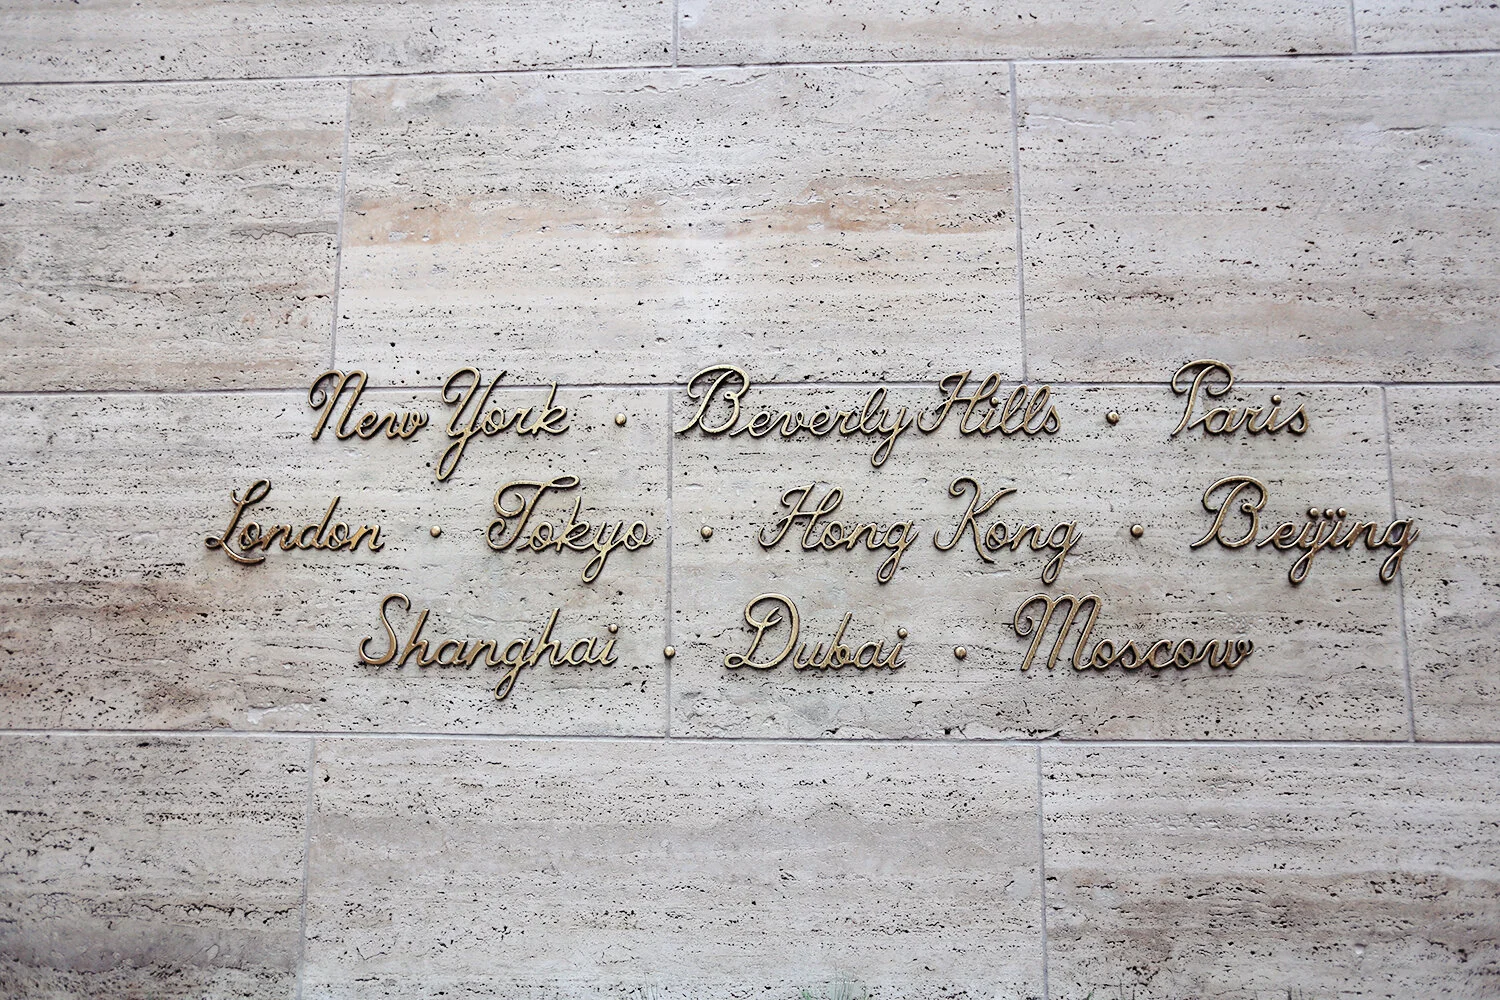 New York • Beverly Hills • Paris
London • Tokyo • Hong Kong • Beijing
Shanghai • Dubai • Moscow